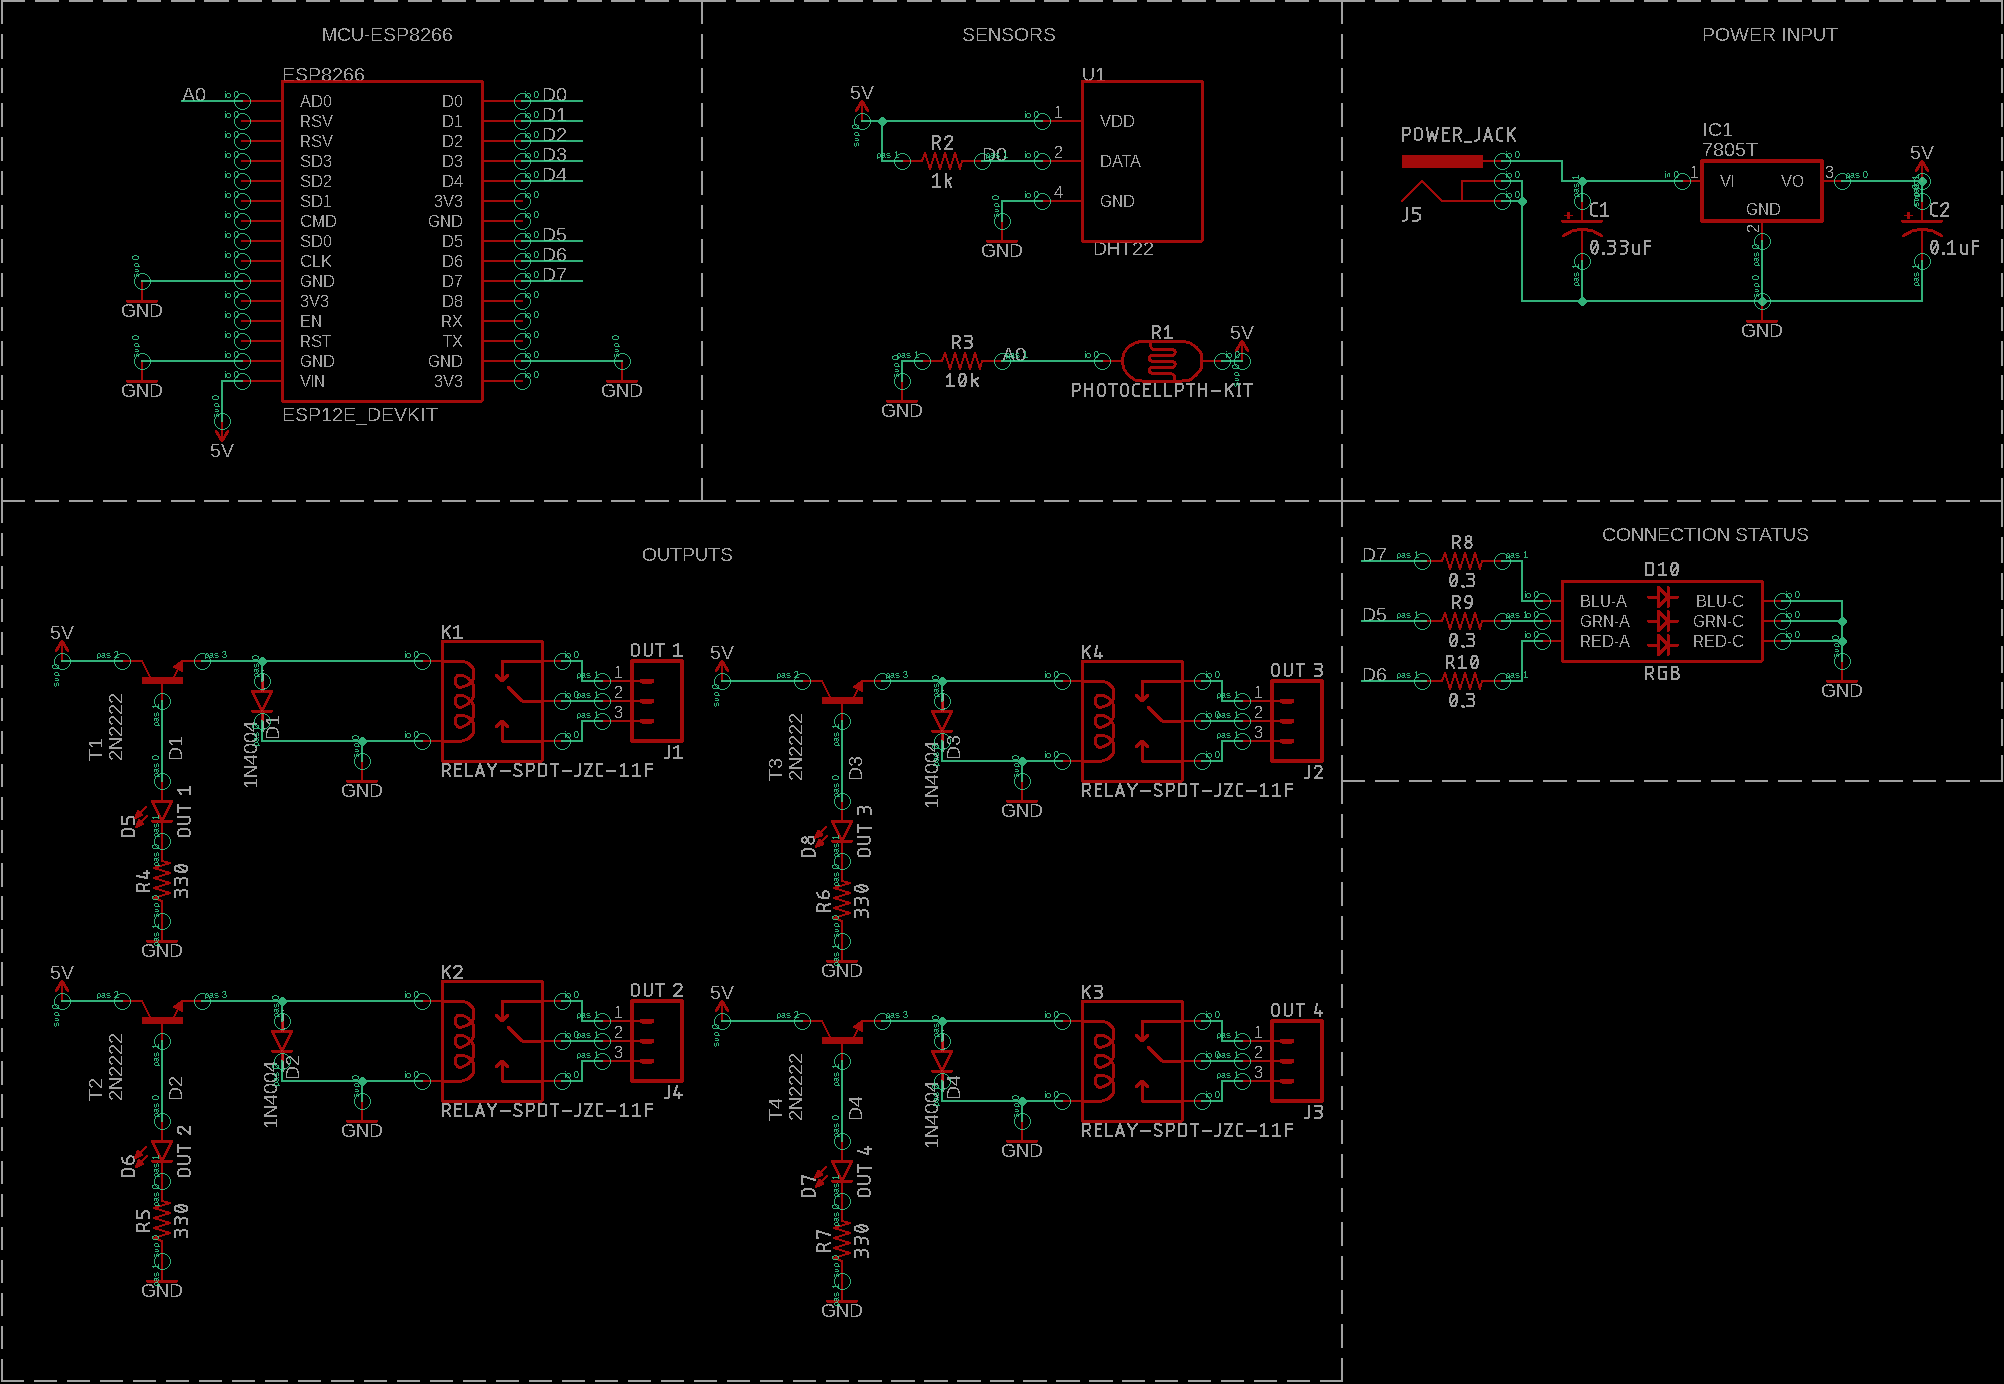 MCU-ESP8266
ESP8266
A0
AD0
RSV
RSV
SD3
SD2
SD1
CMD
SD0
CLK
GND
3V3
EN
RST
GND
VIN
D0
D1
D2
D3
D4
3V3
GND
D5
D6
D7
D8
RX
TX
GND
3V3
D0
D1
D2
D3
D4
D5
D6
D7
GND
GND
GND
5V
ESP12E_DEVKIT
SENSORS
U1
5V
1
VDD
R2
D0
2
DATA
1k
4
GND
GND
DHT22
R3
A0
R1
5V
10k
PHOTOCELLPTH-KIT
GND
POWER INPUT
POWER_JACK
J5
IC1
7805T
1
VI
VO
3
GND
2
5V
C1
0.33uF
C2
0.1uF
GND
OUTPUTS
5V
T1
2N2222
D1
D1
1N4004
GND
K1
RELAY-SPDT-JZC-11F
OUT 1
1
2
3
J1
D5
OUT 1
R4
330
GND
5V
T3
2N2222
D3
D3
1N4004
GND
K4
RELAY-SPDT-JZC-11F
OUT 3
1
2
3
J2
D8
OUT 3
R6
330
GND
5V
T2
2N2222
D2
D2
1N4004
GND
K2
RELAY-SPDT-JZC-11F
OUT 2
1
2
3
J4
D6
OUT 2
R5
330
GND
5V
T4
2N2222
D4
D4
1N4004
GND
K3
RELAY-SPDT-JZC-11F
OUT 4
1
2
3
J3
D7
OUT 4
R7
330
GND
CONNECTION STATUS
D7
R8
0.3
D5
R9
0.3
D6
R10
0.3
D10
BLU-A
GRN-A
RED-A
BLU-C
GRN-C
RED-C
RGB
GND